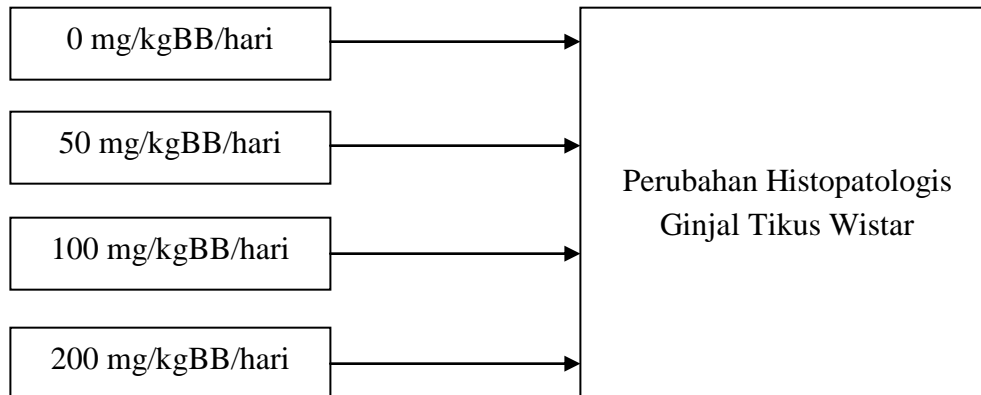 0 mg/kgBB/hari
50 mg/kgBB/hari
100 mg/kgBB/hari
200 mg/kgBB/hari
Perubahan Histopatologis
Ginjal Tikus Wistar